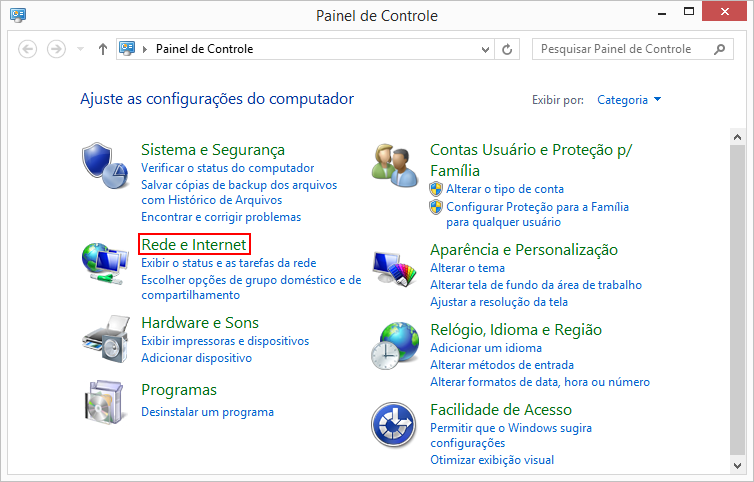 Painel de Controle
Painel de Controle
Pesquisar Painel de Controle
Ajuste as configurações do computador
Exibir por: Categoria
Sistema e Segurança
Verificar o status do computador
Salvar cópias de backup dos arquivos
com Histórico de Arquivos
Encontrar e corrigir problemas
Rede e Internet
Exibir o status e as tarefas da rede
Escolher opções de grupo doméstico e de
compartilhamento
Hardware e Sons
Exibir impressoras e dispositivos
Adicionar dispositivo
Programas
Desinstalar um programa
Contas Usuário e Proteção p/
Família
Alterar o tipo de conta
Configurar Proteção para a Família
para qualquer usuário
Aparência e Personalização
Alterar o tema
Alterar tela de fundo da área de trabalho
Ajustar a resolução da tela
Relógio, Idioma e Região
Adicionar um idioma
Alterar métodos de entrada
Alterar formatos de data, hora ou número
Facilidade de Acesso
Permitir que o Windows sugira
configurações
Otimizar exibição visual